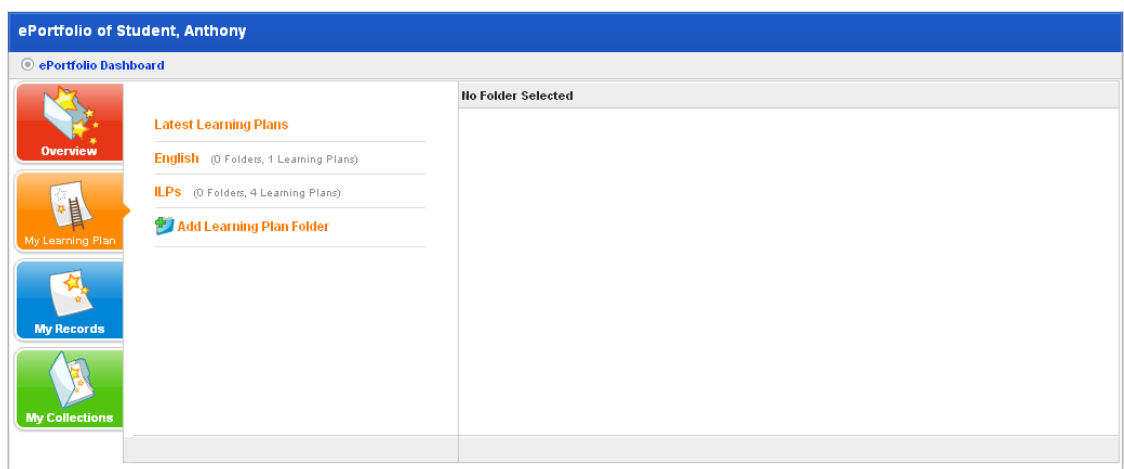 ePortfolio of Student, Anthony
ePortfolio Dashboard
Overview
My Learning Plan
My Records
My Collections
Latest Learning Plans
English (0 Folders, 1 Learning Plans)
ILPs (0 Folders, 4 Learning Plans)
Add Learning Plan Folder
No Folder Selected